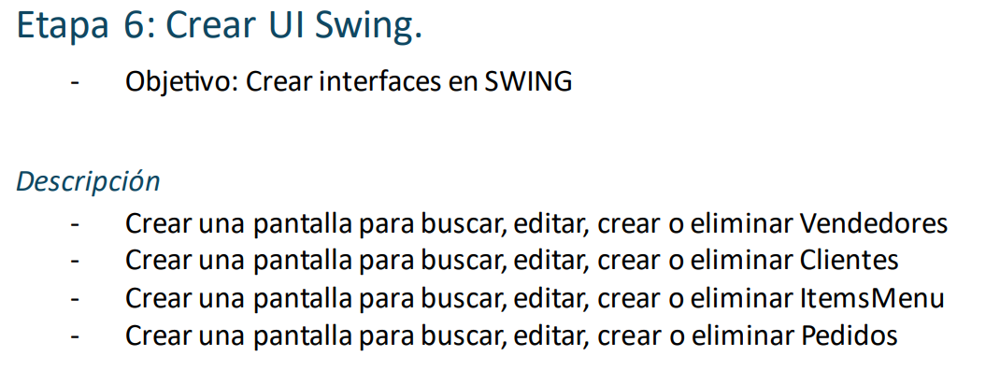 Etapa 6: Crear UI Swing.
- Objetivo: Crear interfaces en SWING
Descripción
- Crear una pantalla para buscar, editar, crear o eliminar Vendedores
- Crear una pantalla para buscar, editar, crear o eliminar Clientes
- Crear una pantalla para buscar, editar, crear o eliminar ItemsMenu
- Crear una pantalla para buscar, editar, crear o eliminar Pedidos